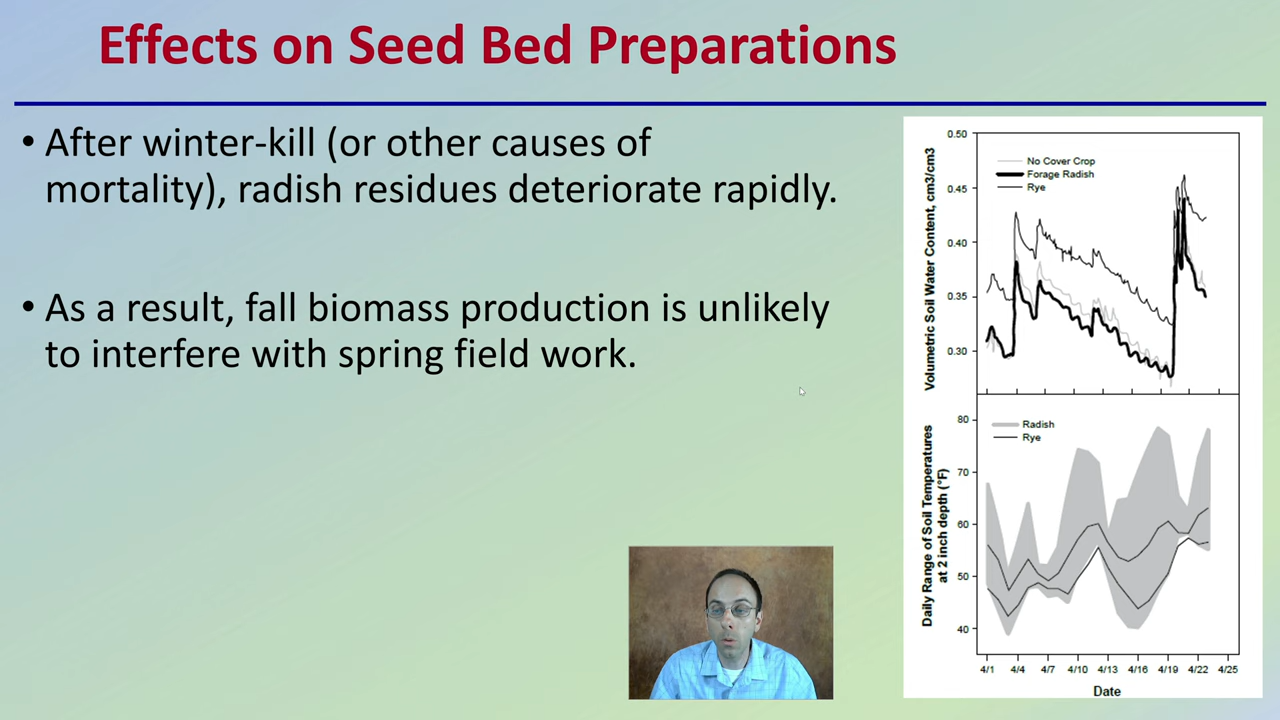 Effects on Seed Bed Preparations
• After winter-kill (or other causes of
mortality), radish residues deteriorate rapidly.
• As a result, fall biomass production is unlikely
to interfere with spring field work.
Volumetric Soil Water Content, cm3/cm3
0.50
0.45
0.40
0.35
0.30
No Cover Crop
Forage Radish
Rye
Daily Range of Soil Temperatures
at 2 inch depth (°F)
80
70
60
50
40
Radish
Rye
4/1 4/4 4/7 4/10 4/13 4/16 4/19 4/22 4/25
Date